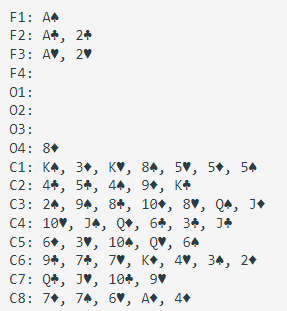 F1: A♠
F2: A♣, 2♣
F3: A♥, 2♥
F4:
O1:
O2:
O3:
O4: 8♦
C1: K♠, 3♦, K♥, 8♠, 5♥, 5♦, 5♠
C2: 4♣, 5♣, 4♠, 9♦, K♣
C3: 2♠, 9♠, 8♣, 10♦, 8♥, Q♠, J♦
C4: 10♥, J♠, Q♦, 6♣, 3♣, J♣
C5: 6♦, 3♥, 10♠, Q♥, 6♠
C6: 9♣, 7♣, 7♥, K♦, 4♥, 3♠, 2♦
C7: Q♣, J♥, 10♣, 9♥
C8: 7♦, 7♠, 6♥, A♦, 4♦